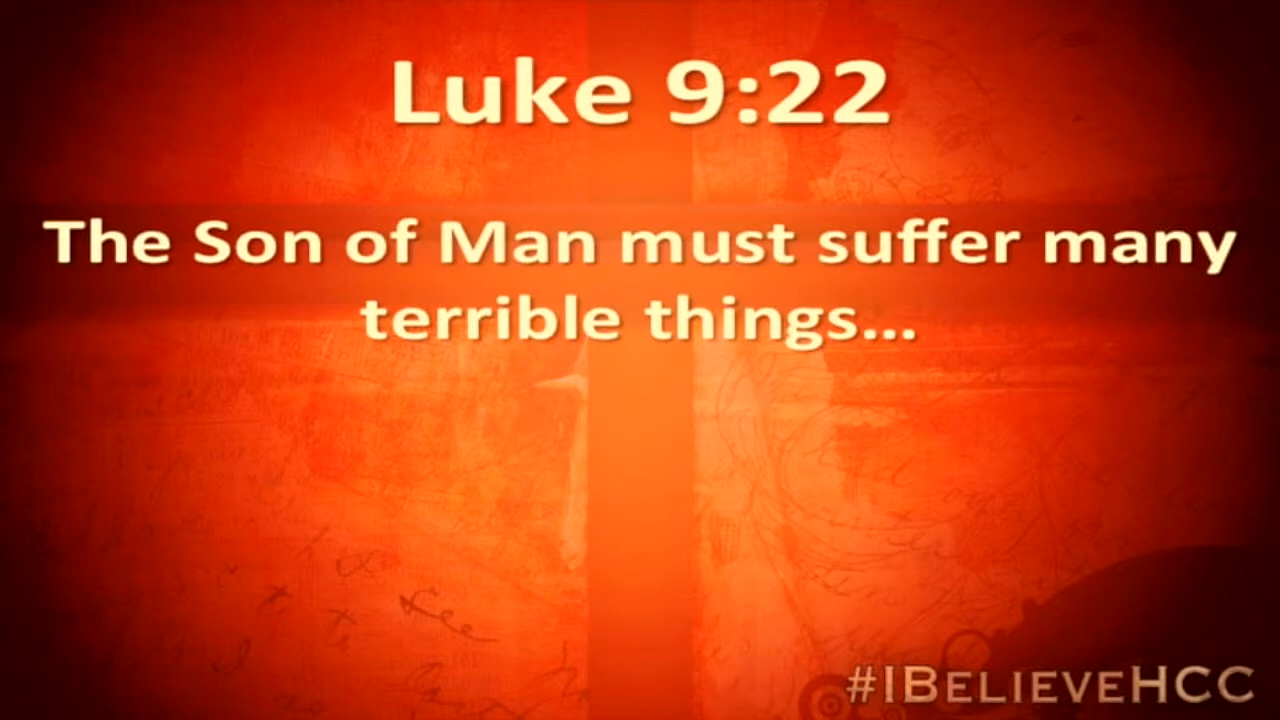 Luke 9:22
The Son of Man must suffer many
terrible things...
#IBelieveHCC